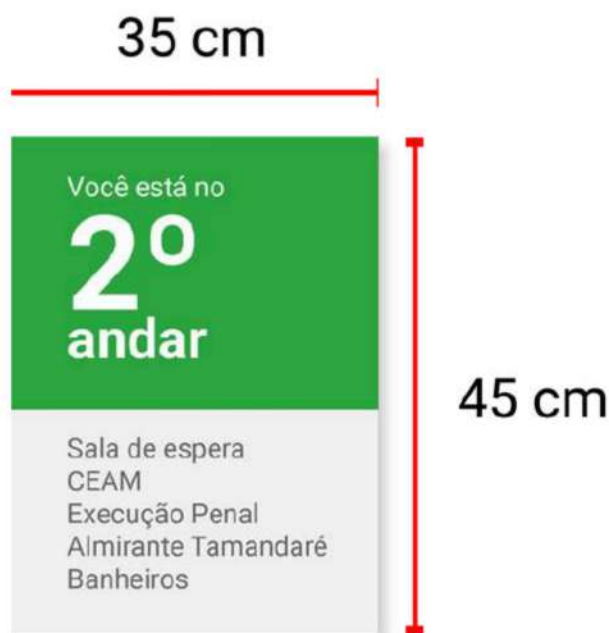 35 cm
Você está no
2º
andar
45 cm
Sala de espera
CEAM
Execução Penal
Almirante Tamandaré
Banheiros